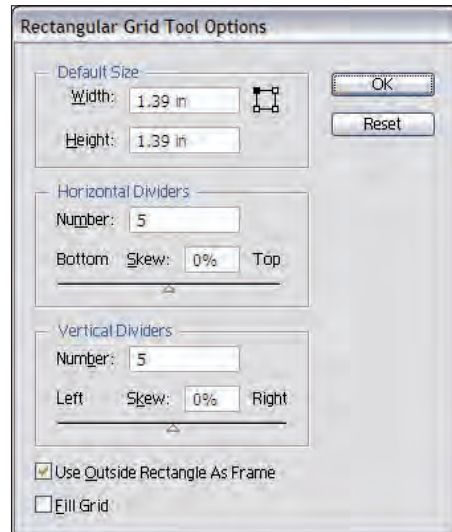 Rectangular Grid Tool Options
Default Size
Width: 1.39 in
Height: 1.39 in
OK
Reset
Horizontal Dividers
Number: 5
Bottom Skew: 0% Top
Vertical Dividers
Number: 5
Left Skew: 0% Right
Use Outside Rectangle As Frame
Fill Grid